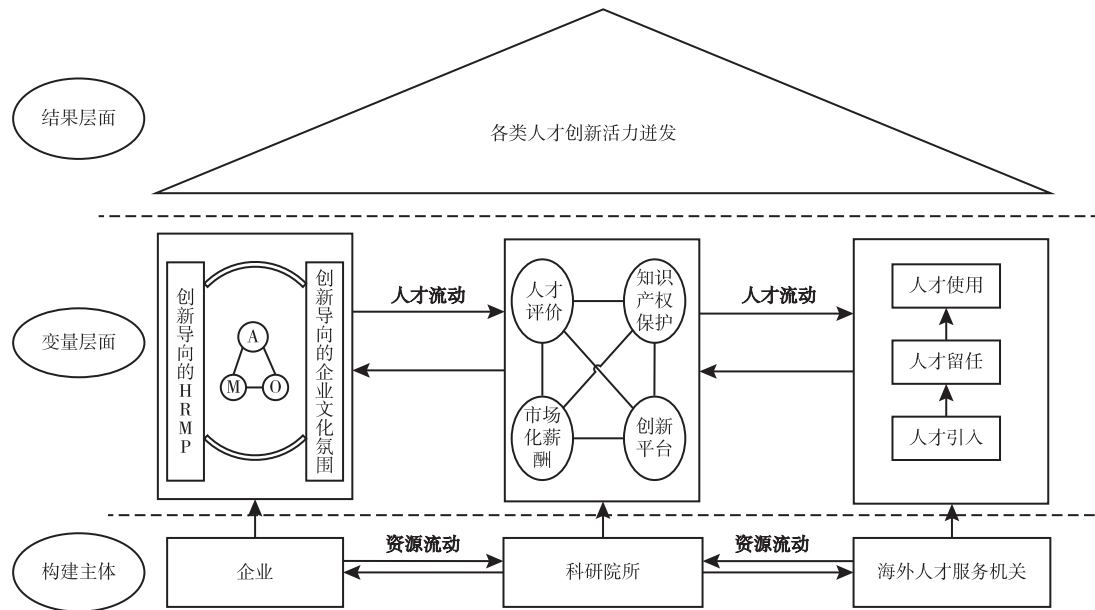 结果层面
各类人才创新活力迸发
变量层面
创新导向的HRMP
A
M
O
创新导向的企业文化氛围
人才流动
人才
评价
知识
产权
保护
市场
化薪
酬
创新
平台
人才流动
人才使用
人才留任
人才引入
构建主体
企业
资源流动
科研院所
资源流动
海外人才服务机关